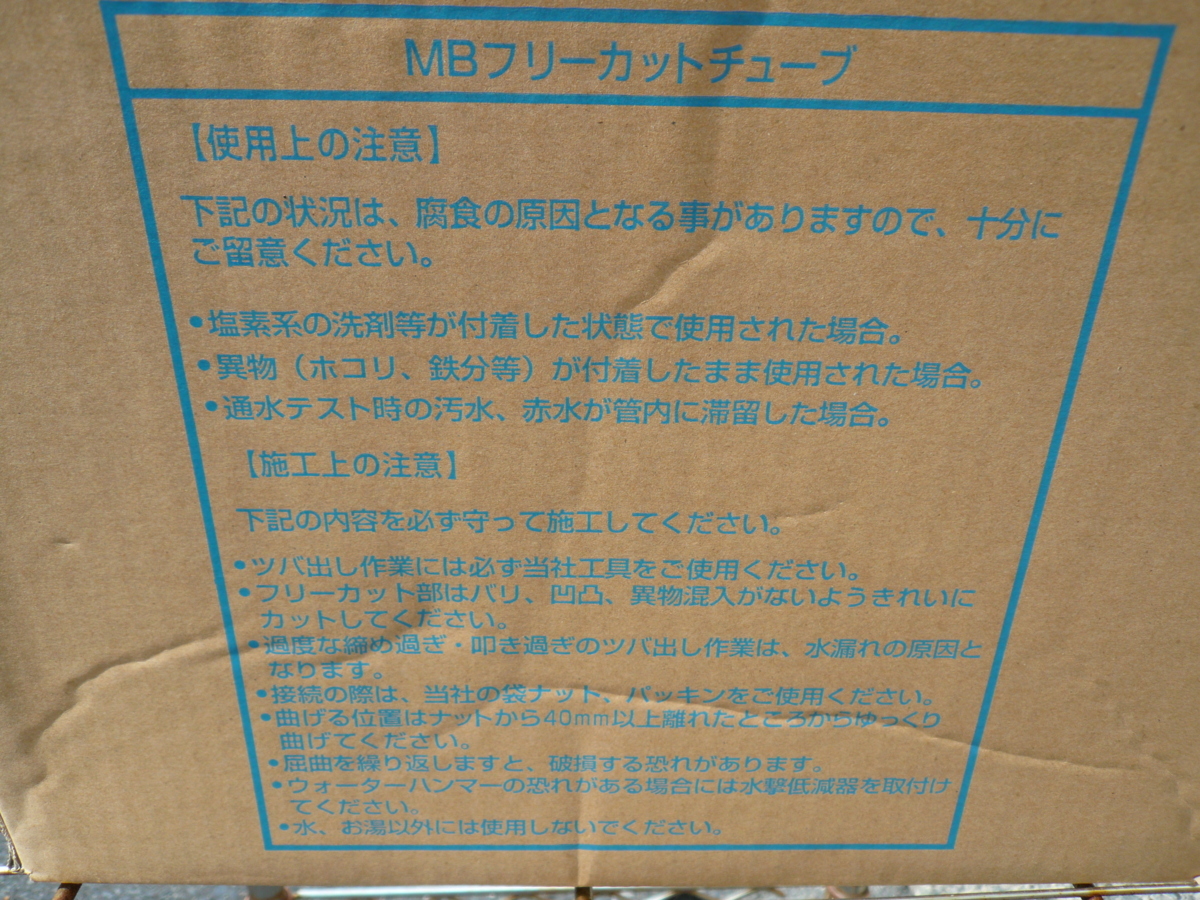 MBフリーカットチューブ
【使用上の注意】
下記の状況は、腐食の原因となる事がありますので、十分に
ご留意ください。
•塩素系の洗剤等が付着した状態で使用された場合。
•異物（ホコリ、鉄分等）が付着したまま使用された場合。
•通水テスト時の汚水、赤水が管内に滞留した場合。
【施工上の注意】
下記の内容を必ず守って施工してください。
•ツバ出し作業には必ず当社工具をご使用ください。
•フリーカット部はバリ、凹凸、異物混入がないようきれいに
カットしてください。
•過度な締め過ぎ・叩き過ぎのツバ出し作業は、水漏れの原因と
なります。
•接続の際は、当社の袋ナット、パッキンをご使用ください。
•曲げる位置はナットから40mm以上離れたところからゆっくり
曲げてください。
•屈曲を繰り返しますと、破損する恐れがあります。
•ウォーターハンマーの恐れがある場合には水撃低減器を取付け
てください。
•水、お湯以外には使用しないでください。